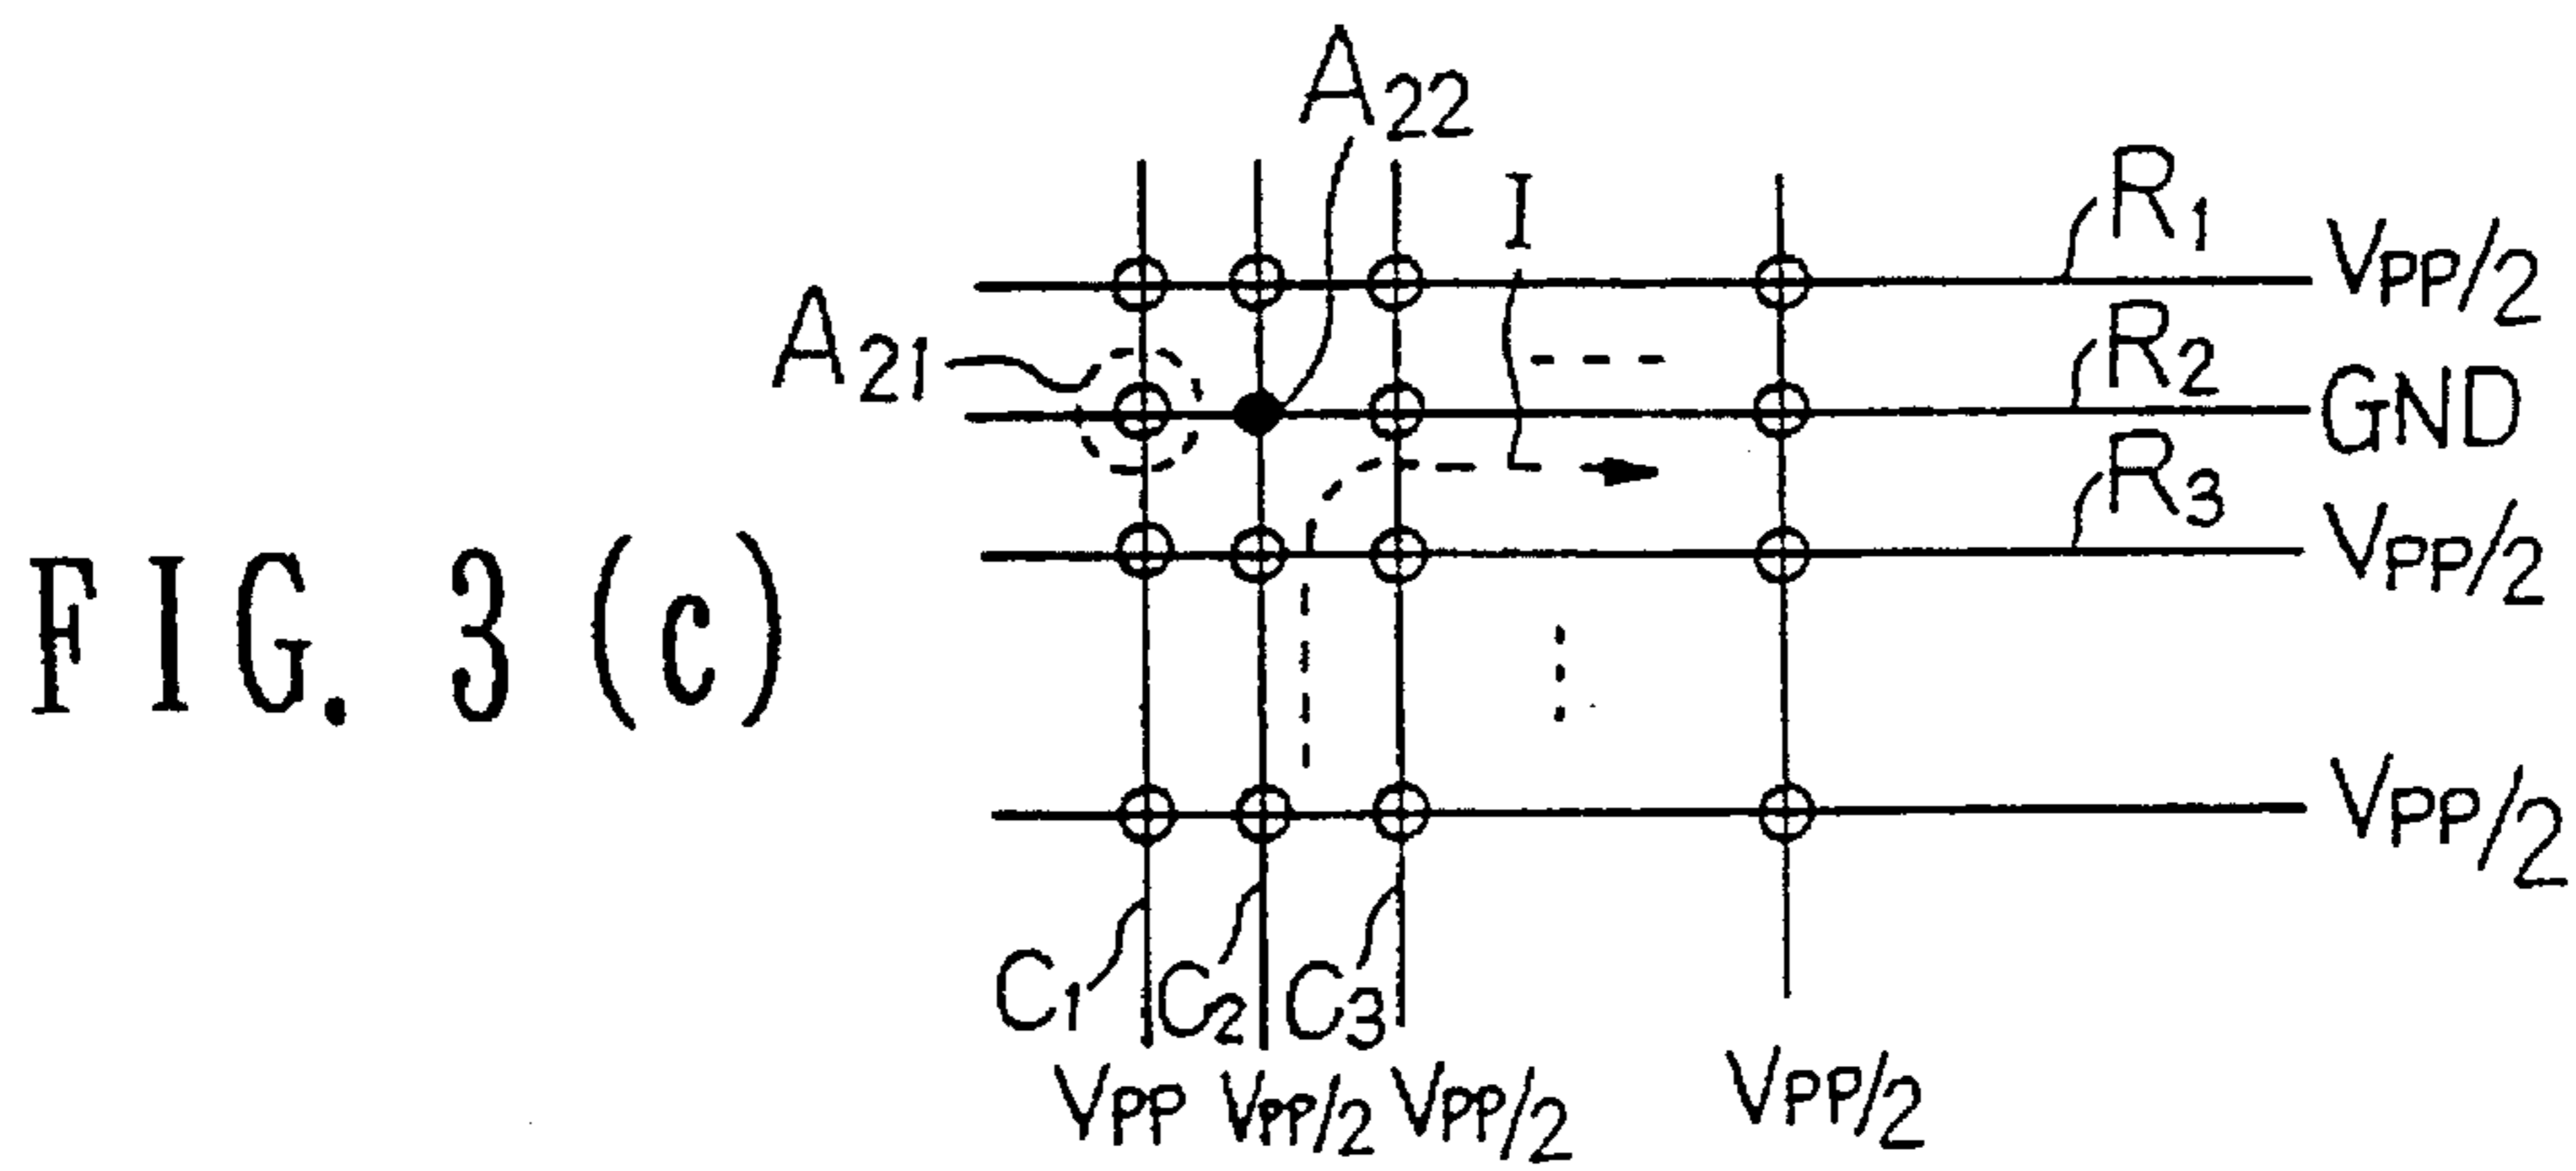 A22
I
R1
VPP/2
A21
R2
GND
R3
VPP/2
FIG. 3 (c)
VPP/2
C1 C2 C3
VPP VPP/2 VPP/2 VPP/2